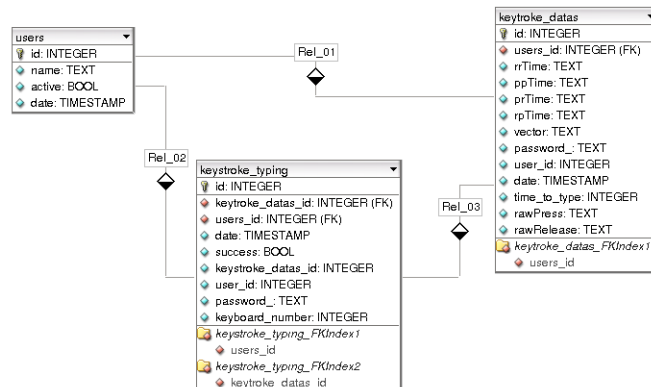 users
id: INTEGER
name: TEXT
active: BOOL
date: TIMESTAMP
Rel_01
keytroke_datas
id: INTEGER
users_id: INTEGER (FK)
rrTime: TEXT
ppTime: TEXT
prTime: TEXT
rpTime: TEXT
vector: TEXT
password_: TEXT
user_id: INTEGER
date: TIMESTAMP
time_to_type: INTEGER
rawPress: TEXT
rawRelease: TEXT
keytroke_datas_FKIndex1
users_id
Rel_02
keystroke_typing
id: INTEGER
keytroke_datas_id: INTEGER (FK)
users_id: INTEGER (FK)
date: TIMESTAMP
success: BOOL
keystroke_datas_id: INTEGER
user_id: INTEGER
password_: TEXT
keyboard_number: INTEGER
keystroke_typing_FKIndex1
users_id
keystroke_typing_FKIndex2
keytroke_datas_id
Rel_03